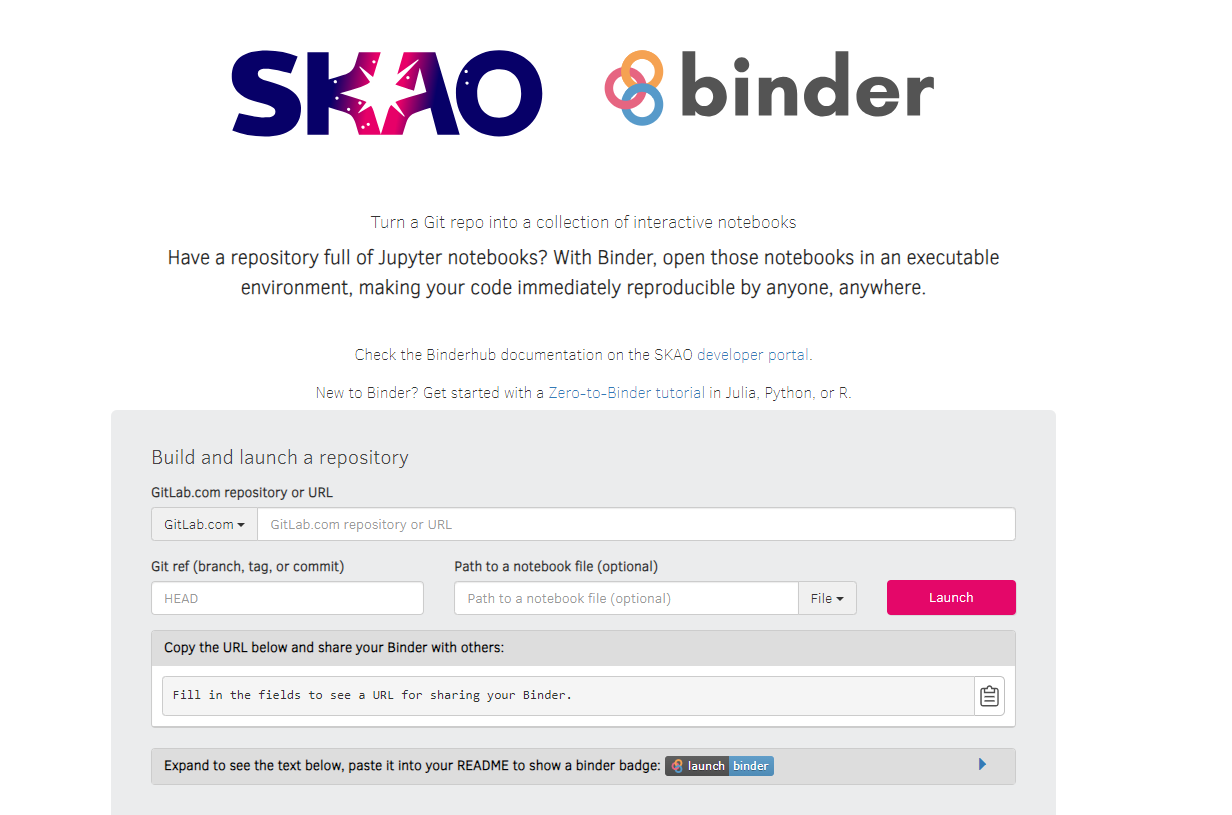 SKAO binder
Turn a Git repo into a collection of interactive notebooks
Have a repository full of Jupyter notebooks? With Binder, open those notebooks in an executable
environment, making your code immediately reproducible by anyone, anywhere.
Check the Binderhub documentation on the SKAO developer portal.
New to Binder? Get started with a Zero-to-Binder tutorial in Julia, Python, or R.
Build and launch a repository
GitLab.com repository or URL
GitLab.com GitLab.com repository or URL
Git ref (branch, tag, or commit) Path to a notebook file (optional)
HEAD Path to a notebook file (optional) File Launch
Copy the URL below and share your Binder with others:
Fill in the fields to see a URL for sharing your Binder.
Expand to see the text below, paste it into your README to show a binder badge: launch binder